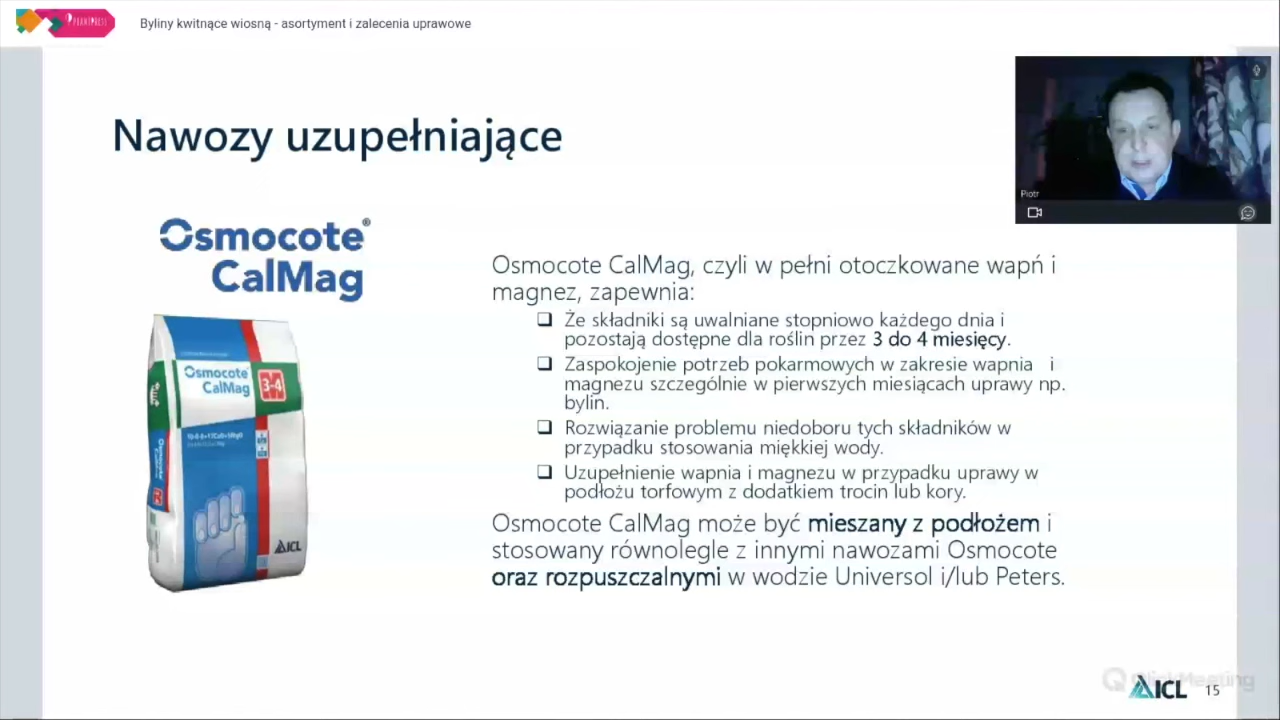 Byliny kwitnące wiosną - asortyment i zalecenia uprawowe
Piotr
Nawozy uzupełniające
Osmocote®
CalMag
Osmocote
CalMag
3-4
ICL
Osmocote CalMag, czyli w pełni otoczkowane wapń i
magnez, zapewnia:
❑ Że składniki są uwalniane stopniowo każdego dnia i
pozostają dostępne dla roślin przez 3 do 4 miesięcy.
❑ Zaspokojenie potrzeb pokarmowych w zakresie wapnia i
magnezu szczególnie w pierwszych miesiącach uprawy np.
bylin.
❑ Rozwiązanie problemu niedoboru tych składników w
przypadku stosowania miękkiej wody.
❑ Uzupełnienie wapnia i magnezu w przypadku uprawy w
podłożu torfowym z dodatkiem trocin lub kory.
Osmocote CalMag może być mieszany z podłożem i
stosowany równolegle z innymi nawozami Osmocote
oraz rozpuszczalnymi w wodzie Universol i/lub Peters.
ClickMeeting
ICL
15